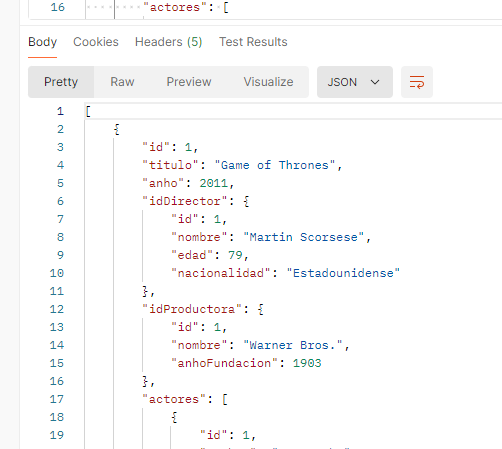 16 "actores": [
Body Cookies Headers (5) Test Results
Pretty Raw Preview Visualize JSON
1 [
2 {
3 "id": 1,
4 "titulo": "Game of Thrones",
5 "anho": 2011,
6 "idDirector": {
7 "id": 1,
8 "nombre": "Martin Scorsese",
9 "edad": 79,
10 "nacionalidad": "Estadounidense"
11 },
12 "idProductora": {
13 "id": 1,
14 "nombre": "Warner Bros.",
15 "anhoFundacion": 1903
16 },
17 "actores": [
18 {
19 "id": 1,